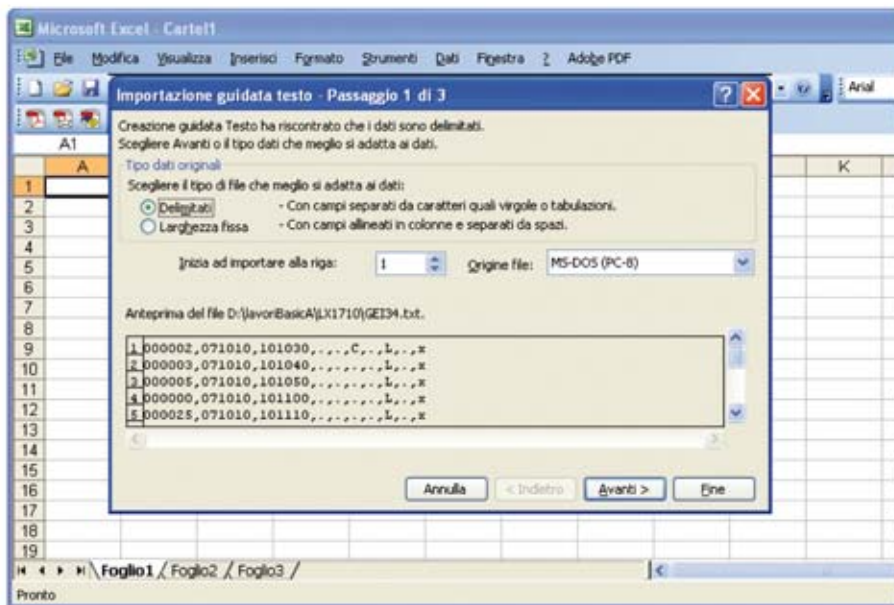 Microsoft Excel - Cartel1
File Modifica Visualizza Inserisci Formato Strumenti Dati Finestra ? Adobe PDF
Arial
Importazione guidata testo - Passaggio 1 di 3
Creazione guidata Testo ha riscontrato che i dati sono delimitati.
Scegliere Avanti o il tipo dati che meglio si adatta ai dati.
Tipo dati originali
Scegliere il tipo di file che meglio si adatta ai dati:
Delimitati - Con campi separati da caratteri quali virgole o tabulazioni.
Larghezza fissa - Con campi allineati in colonne e separati da spazi.
Inizia ad importare alla riga: 1 Origine file: MS-DOS (PC-8)
Anteprima del file D:\lavoriBasicA\LX1710\GEI34.txt.
1 000002,071010,101030,.,.,C,.,L,.,x
2 000003,071010,101040,.,.,.,.,L,.,x
3 000005,071010,101050,.,.,.,.,L,.,x
4 000000,071010,101100,.,.,.,.,L,.,x
5 000025,071010,101110,.,.,.,.,L,.,x
Annulla < Indietro Avanti > Fine
A1
A K
1
2
3
4
5
6
7
8
9
10
11
12
13
14
15
16
17
18
19
Foglio1 Foglio2 Foglio3
Pronto